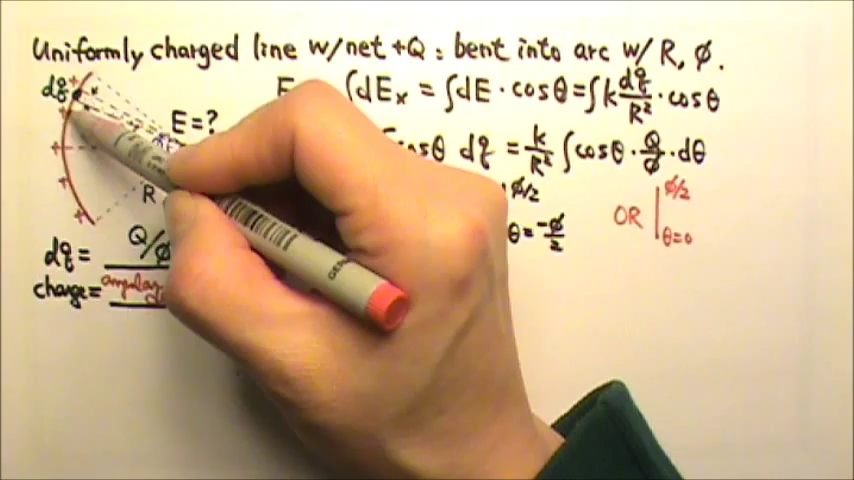 Uniformly charged line w/net +Q: bent into arc w/ R, ϕ.
dq
E ∫dEₓ = ∫dE · cosθ = ∫k dq/R² · cosθ
E=?
cosθ dq = k/R² ∫cosθ · Q/ϕ · dθ
R
ϕ/2
θ = -ϕ/2
OR | ϕ/2 θ=0
dq = Q/ϕ
charge = angular